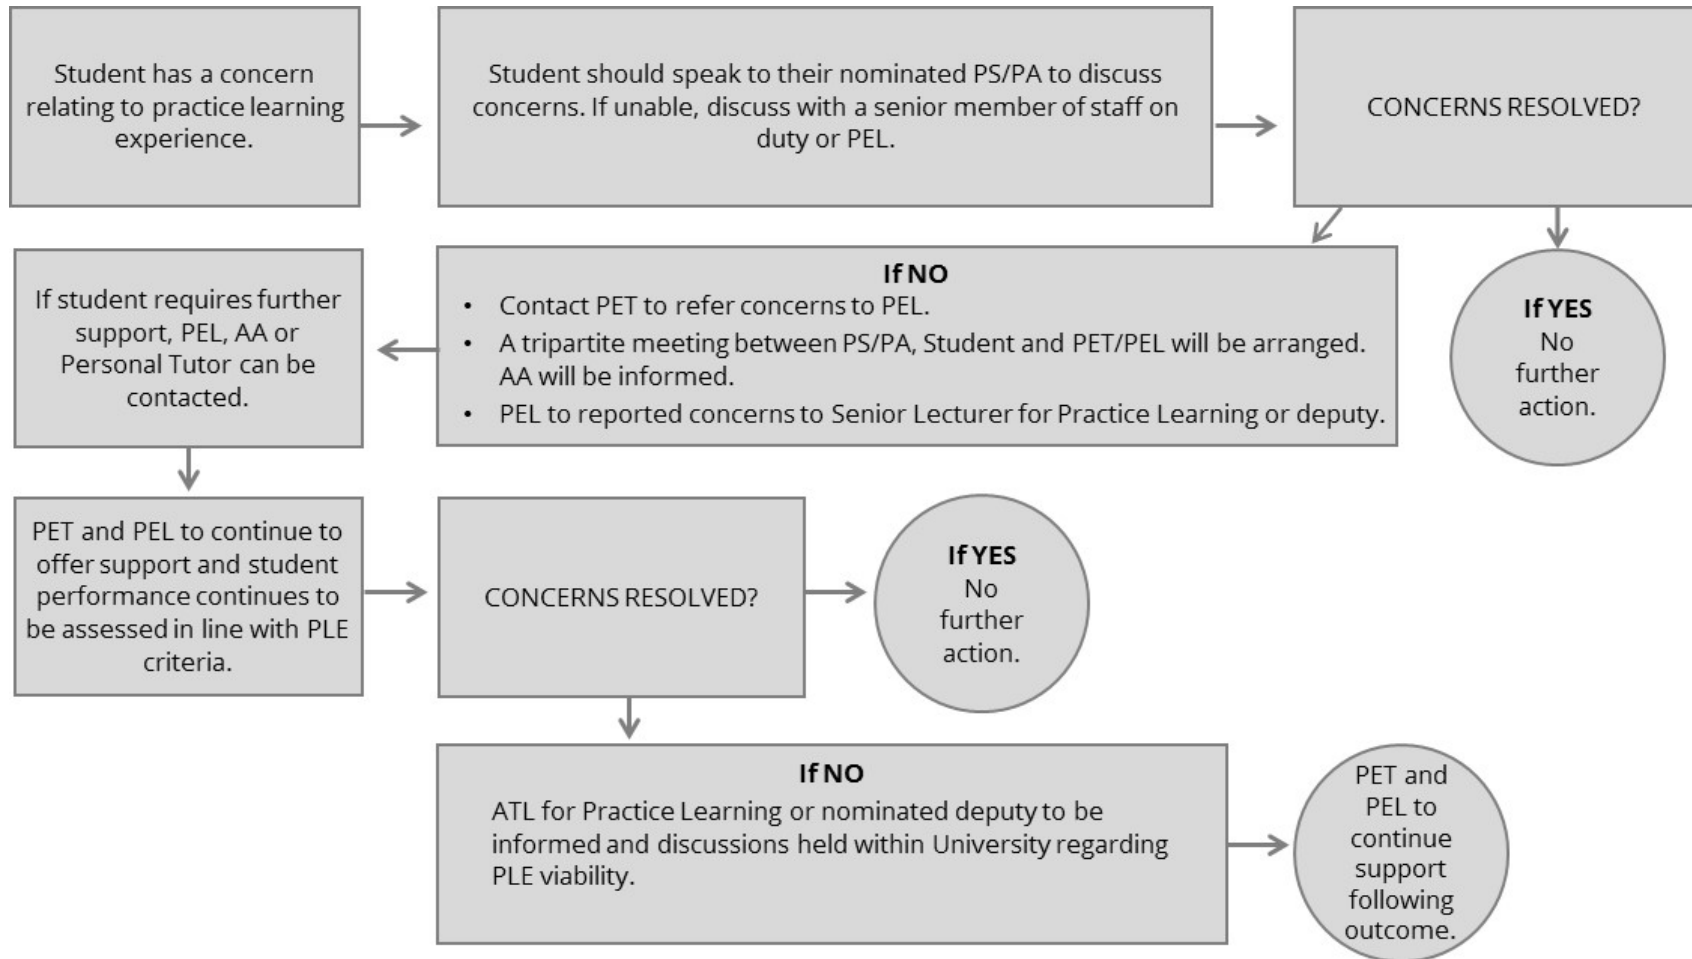 Student has a concern
relating to practice learning
experience.
Student should speak to their nominated PS/PA to discuss
concerns. If unable, discuss with a senior member of staff on
duty or PEL.
CONCERNS RESOLVED?
If NO
• Contact PET to refer concerns to PEL.
• A tripartite meeting between PS/PA, Student and PET/PEL will be arranged.
AA will be informed.
• PEL to reported concerns to Senior Lecturer for Practice Learning or deputy.
If YES
No
further
action.
If student requires further
support, PEL, AA or
Personal Tutor can be
contacted.
PET and PEL to continue to
offer support and student
performance continues to
be assessed in line with PLE
criteria.
CONCERNS RESOLVED?
If YES
No
further
action.
If NO
ATL for Practice Learning or nominated deputy to be
informed and discussions held within University regarding
PLE viability.
PET and
PEL to
continue
support
following
outcome.